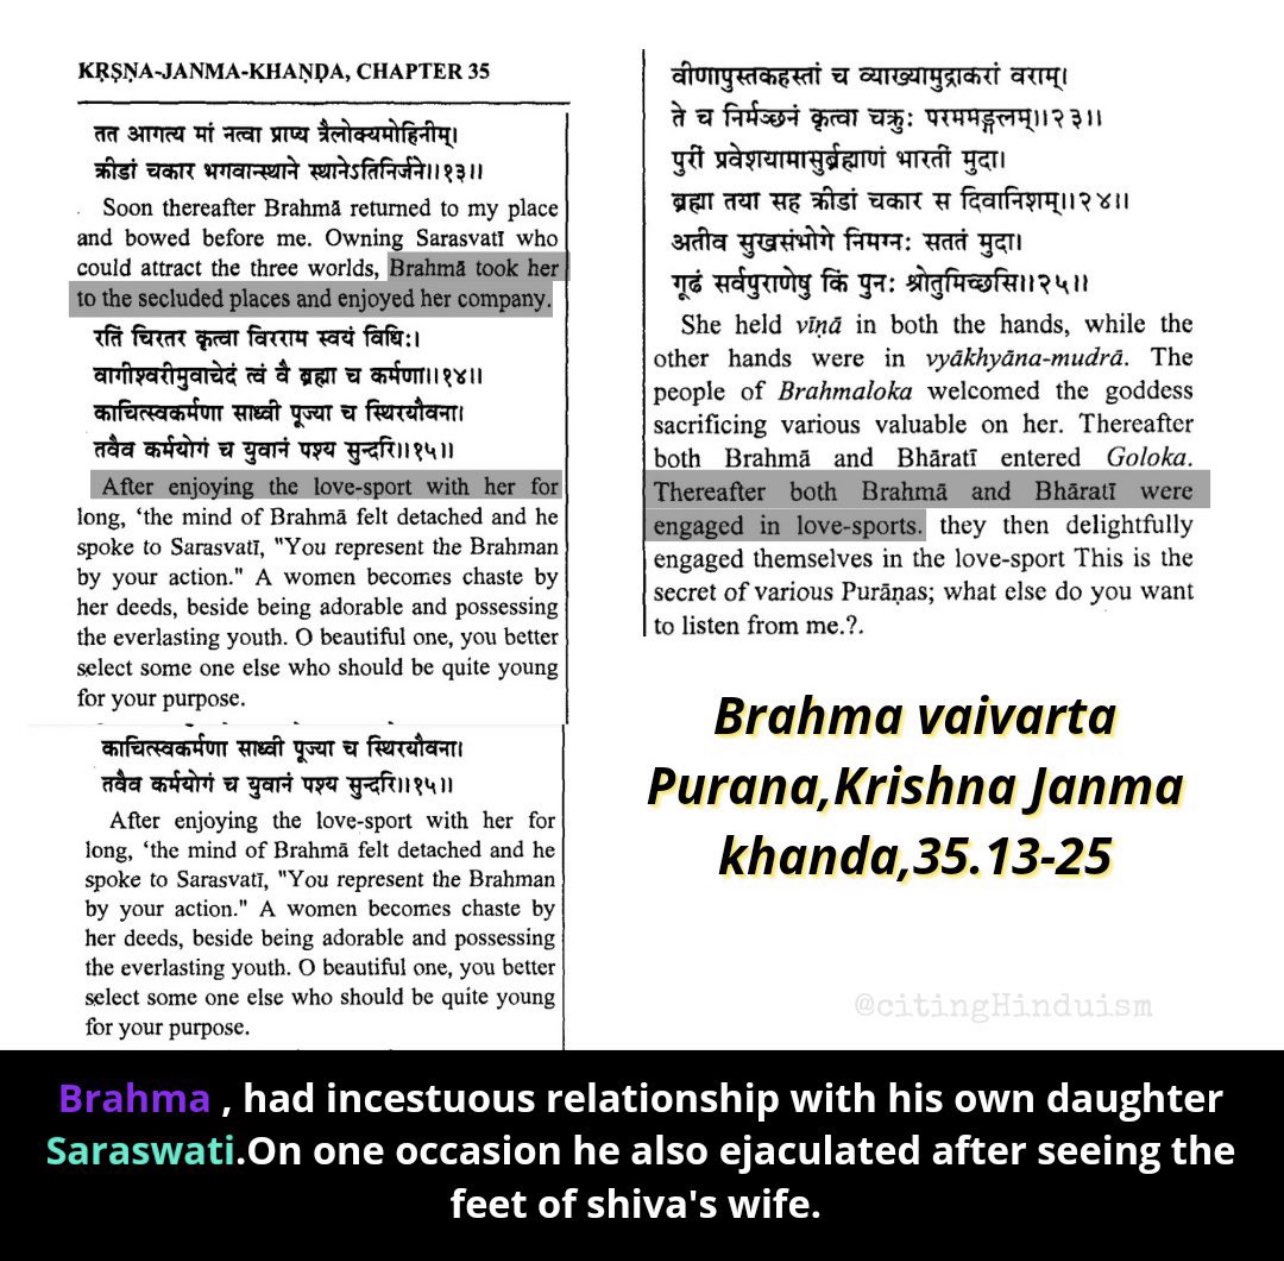 KṚṢṆA-JANMA-KHAṆḌA, CHAPTER 35
तत आगत्य मां नत्वा प्राप्य त्रैलोक्यमोहिनीम्।
क्रीडां चकार भगवान्स्थाने स्थानेऽतिनिर्जने।।१३।।
Soon thereafter Brahmā returned to my place
and bowed before me. Owning Sarasvatī who
could attract the three worlds, Brahmā took her
to the secluded places and enjoyed her company.
रतिं चिरतर कृत्वा विरराम स्वयं विधिः।
वागीश्वरीमुवाचेदं त्वं वै ब्रह्मा च कर्मणा।।१४।।
काचित्स्वकर्मणा साध्वी पूज्या च स्थिरयौवना।
तवैव कर्मयोगं च युवानं पश्य सुन्दरि।।१५।।
After enjoying the love-sport with her for
long, ‘the mind of Brahmā felt detached and he
spoke to Sarasvatī, "You represent the Brahman
by your action." A women becomes chaste by
her deeds, beside being adorable and possessing
the everlasting youth. O beautiful one, you better
select some one else who should be quite young
for your purpose.
काचित्स्वकर्मणा साध्वी पूज्या च स्थिरयौवना।
तवैव कर्मयोगं च युवानं पश्य सुन्दरि।।१५।।
After enjoying the love-sport with her for
long, ‘the mind of Brahmā felt detached and he
spoke to Sarasvatī, "You represent the Brahman
by your action." A women becomes chaste by
her deeds, beside being adorable and possessing
the everlasting youth. O beautiful one, you better
select some one else who should be quite young
for your purpose.
वीणापुस्तकहस्तां च व्याख्यामुद्राकरां वराम्।
ते च निर्मञ्छनं कृत्वा चक्रुः परममङ्गलम्।।२३।।
पुरीं प्रवेशयामासुर्ब्रह्माणं भारतीं मुदा।
ब्रह्मा तया सह क्रीडां चकार स दिवानिशम्।।२४।।
अतीव सुखसंभोगे निमग्नः सततं मुदा।
गूढं सर्वपुराणेषु किं पुनः श्रोतुमिच्छसि।।२५।।
She held vīṇā in both the hands, while the
other hands were in vyākhyāna-mudrā. The
people of Brahmaloka welcomed the goddess
sacrificing various valuable on her. Thereafter
both Brahmā and Bhāratī entered Goloka.
Thereafter both Brahmā and Bhāratī were
engaged in love-sports. they then delightfully
engaged themselves in the love-sport This is the
secret of various Purāṇas; what else do you want
to listen from me.?.
Brahma vaivarta
Purana,Krishna Janma
khanda,35.13-25
@citingHinduism
Brahma , had incestuous relationship with his own daughter
Saraswati.On one occasion he also ejaculated after seeing the
feet of shiva's wife.